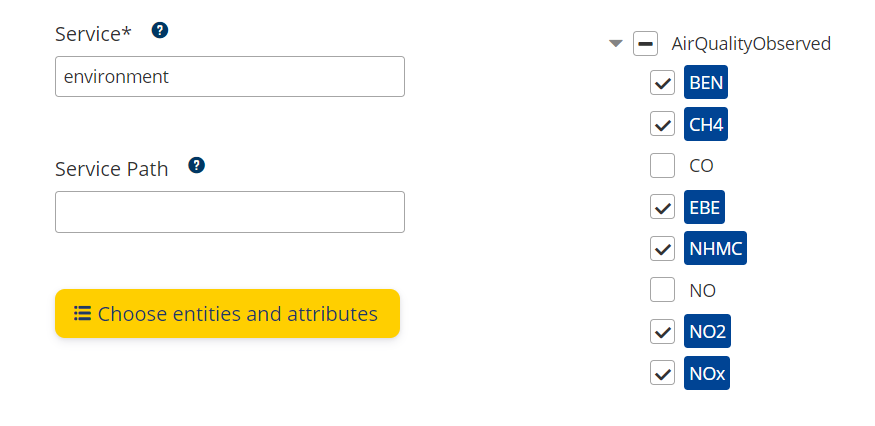 Service* ?
environment
Service Path ?
Choose entities and attributes
AirQualityObserved
BEN
CH4
CO
EBE
NHMC
NO
NO2
NOx